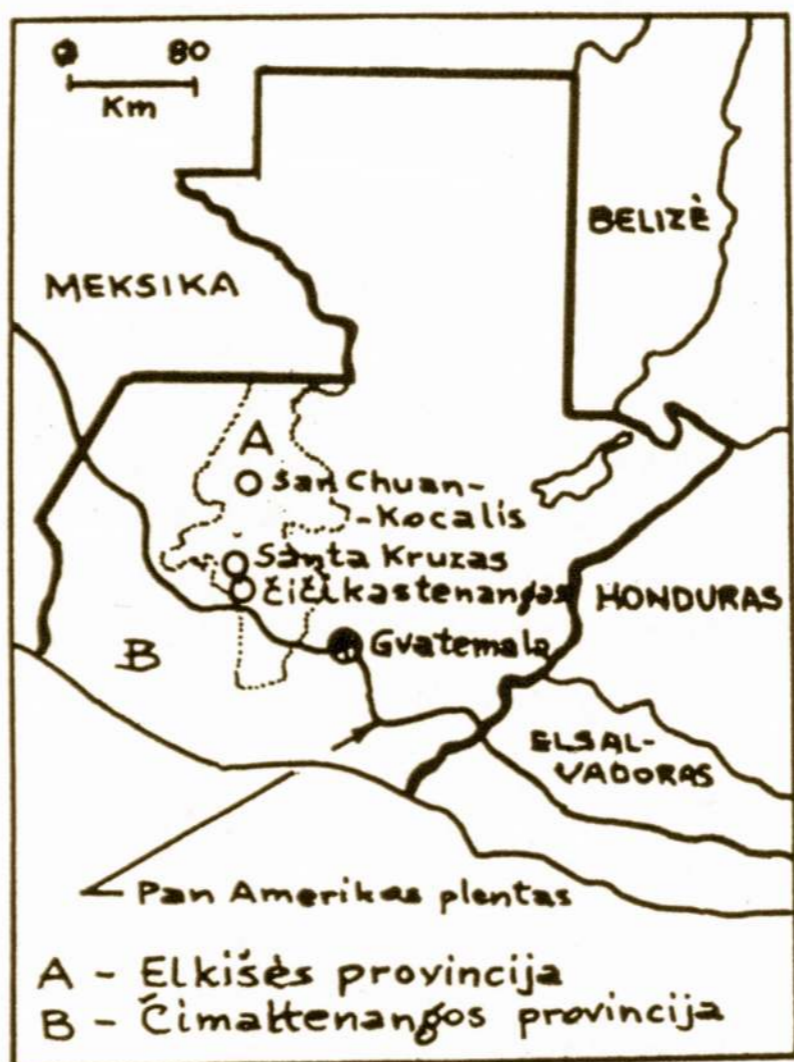 0 80
Km
BELIZĖ
MEKSIKA
A
San Chuan-
-Kocalis
Santa Kruzas
Čičikastenangas
HONDURAS
B
Gvatemala
ELSAL-
VADORAS
Pan Amerikos plentas
A - Elkišės provincija
B - Čimaltenangos provincija